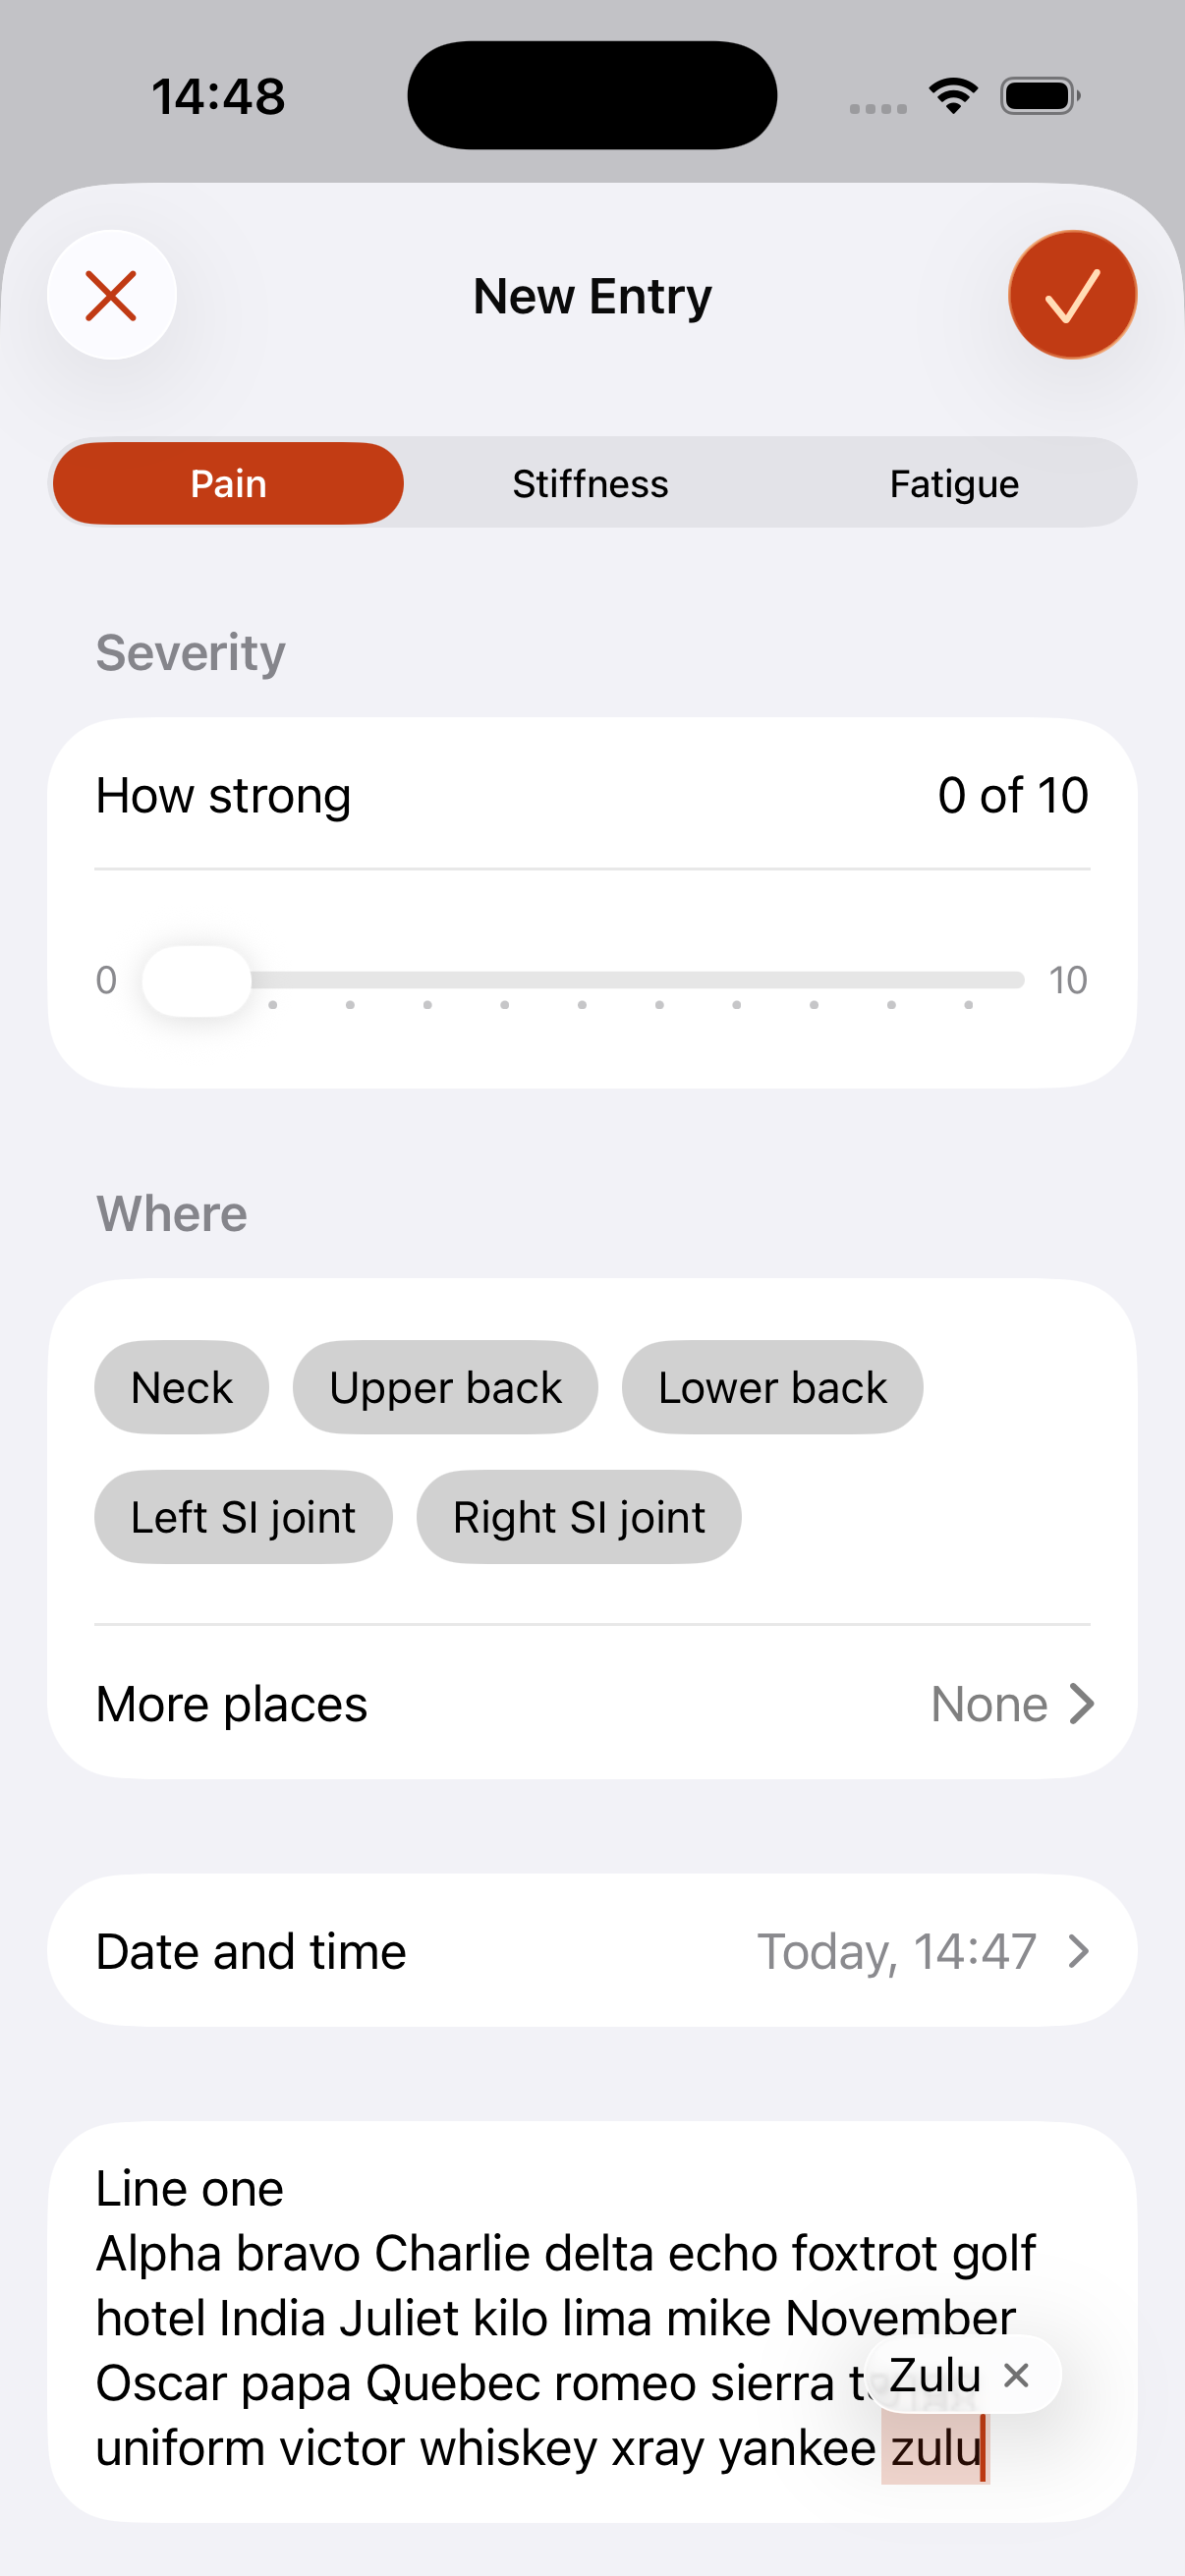 14:48
New Entry
Pain Stiffness Fatigue
Severity
How strong 0 of 10
0 10
Where
Neck Upper back Lower back
Left SI joint Right SI joint
More places None
Date and time Today, 14:47
Line one
Alpha bravo Charlie delta echo foxtrot golf
hotel India Juliet kilo lima mike November
Oscar papa Quebec romeo sierra
Zulu
uniform victor whiskey xray yankee zulu